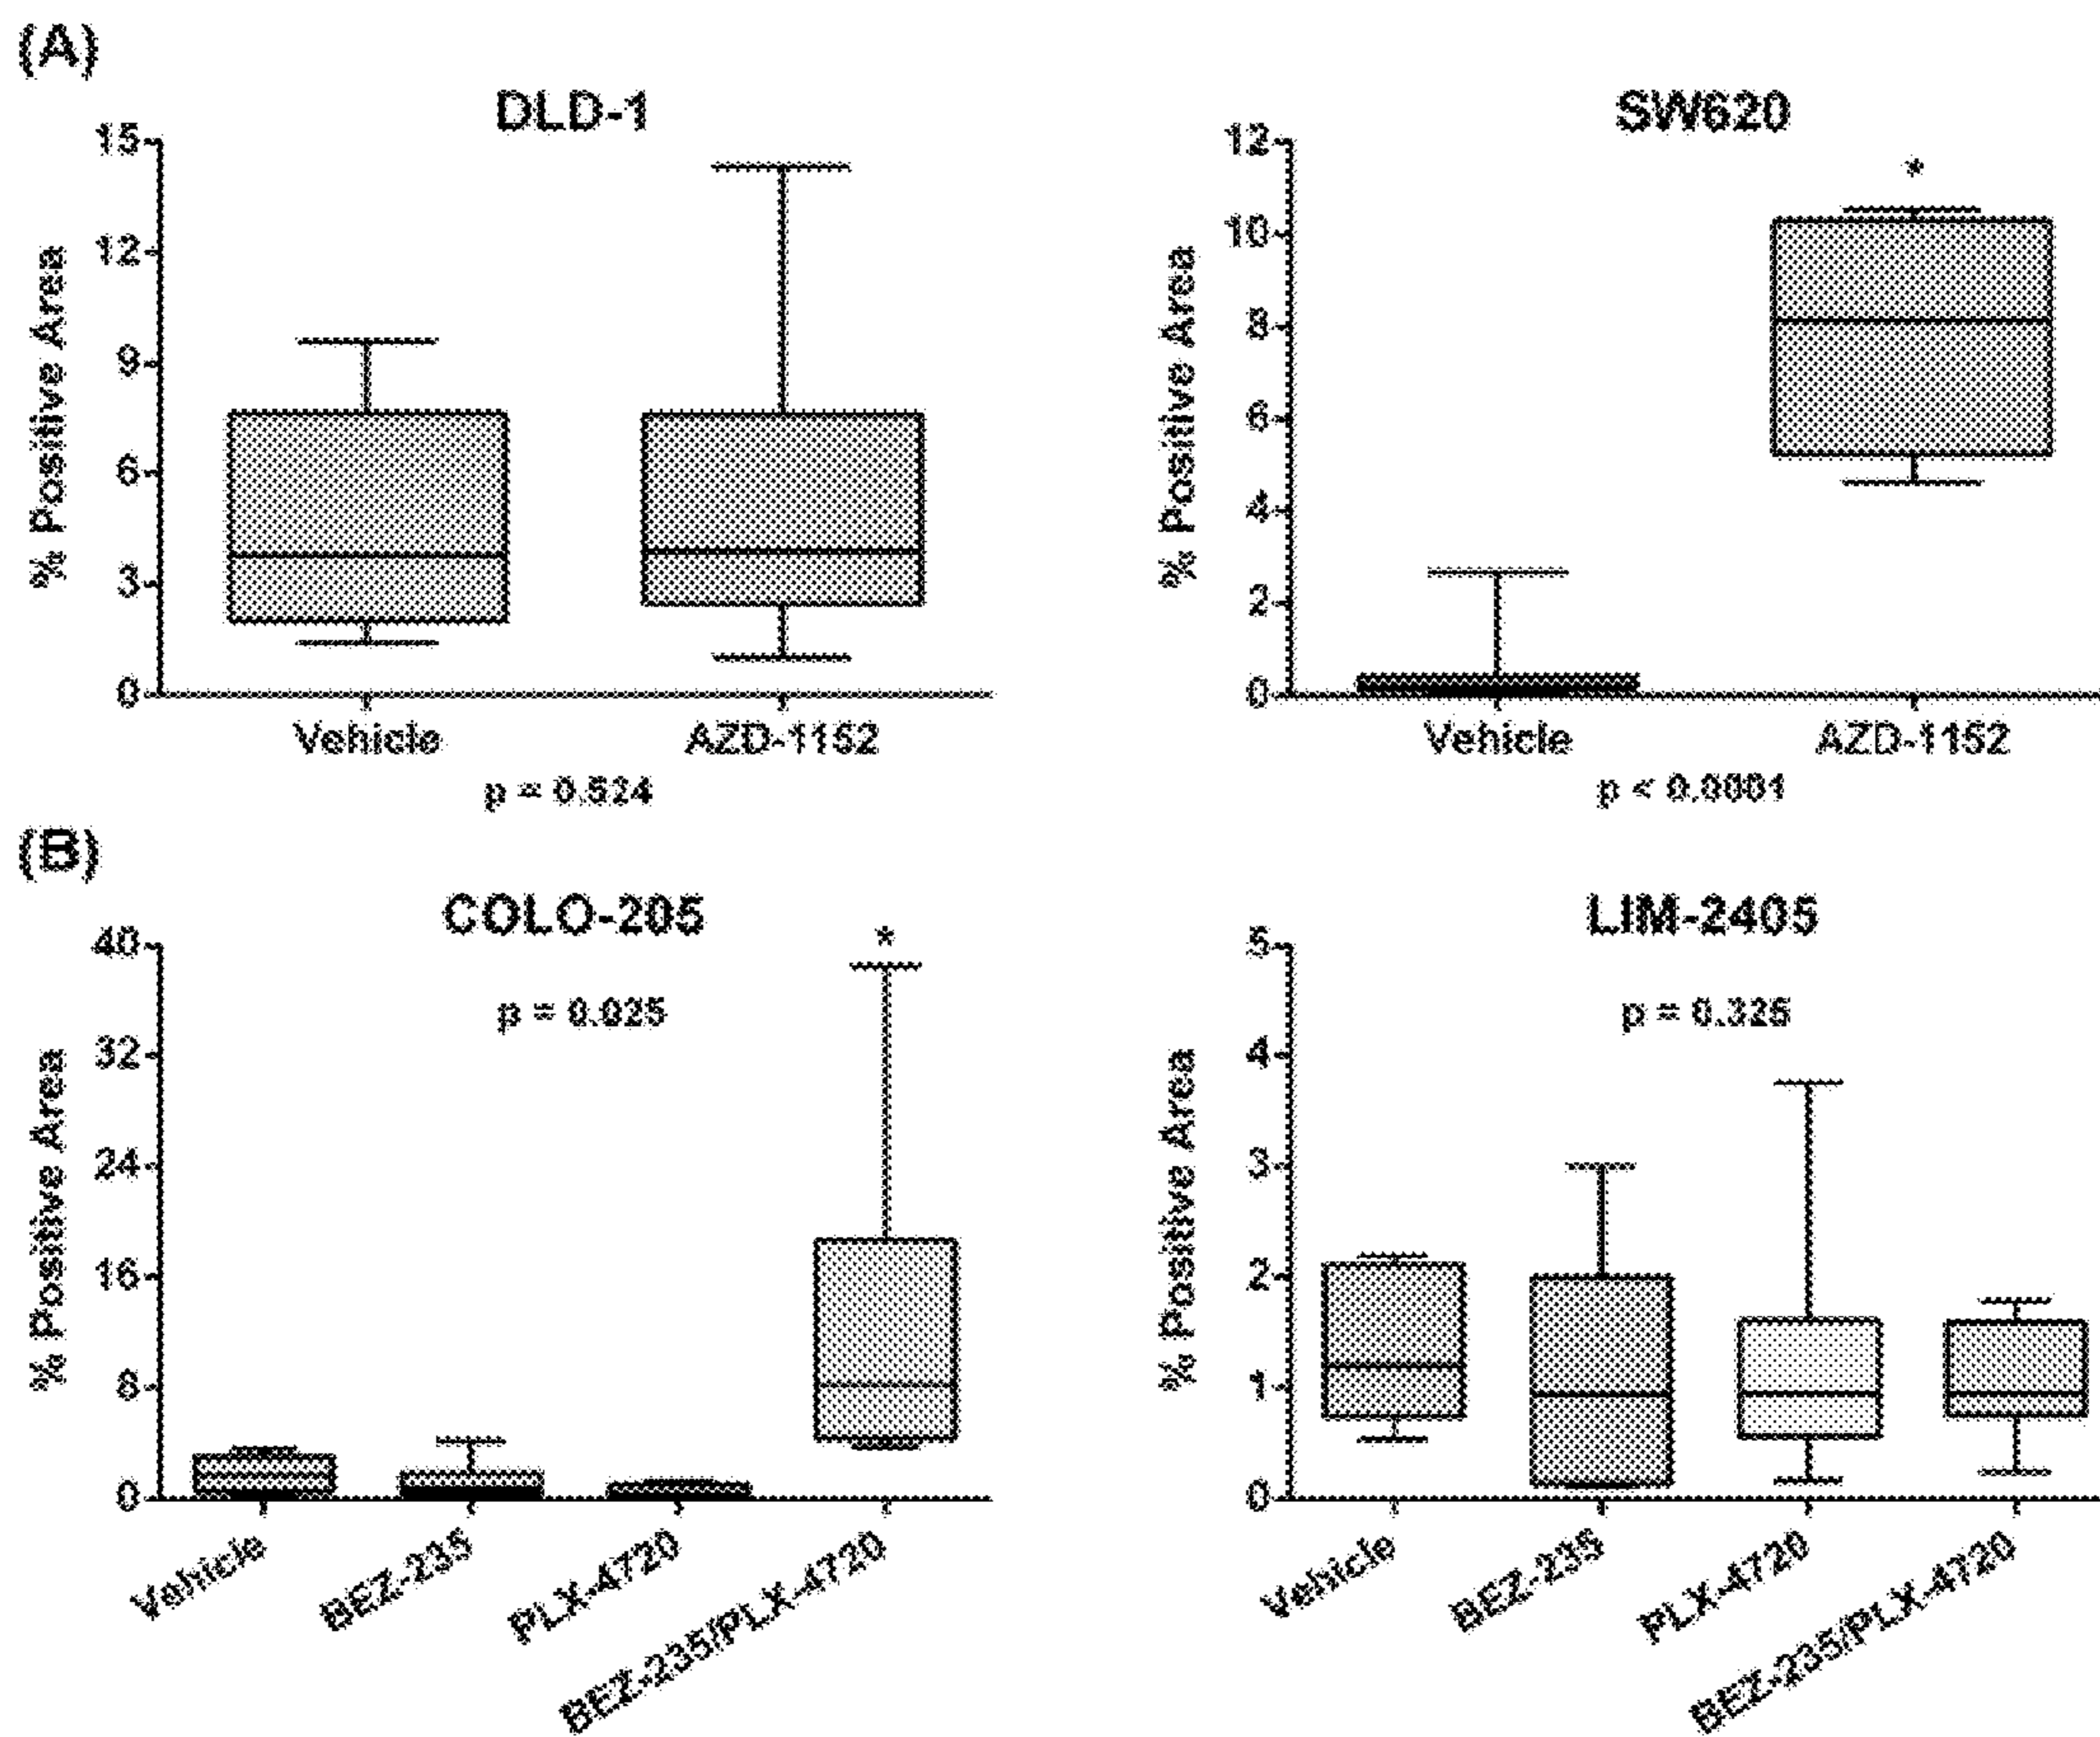 (A)
DLD-1
% Positive Area
15
12
9
6
3
0
Vehicle
AZD-1152
p = 0.524
SW620
% Positive Area
12
10
8
6
4
2
0
*
Vehicle
AZD-1152
p < 0.0001
(B)
COLO-205
% Positive Area
40
32
24
16
8
0
*
p = 0.025
Vehicle
BEZ-235
PLX-4720
BEZ-235/PLX-4720
LIM-2405
% Positive Area
5
4
3
2
1
0
p = 0.325
Vehicle
BEZ-235
PLX-4720
BEZ-235/PLX-4720